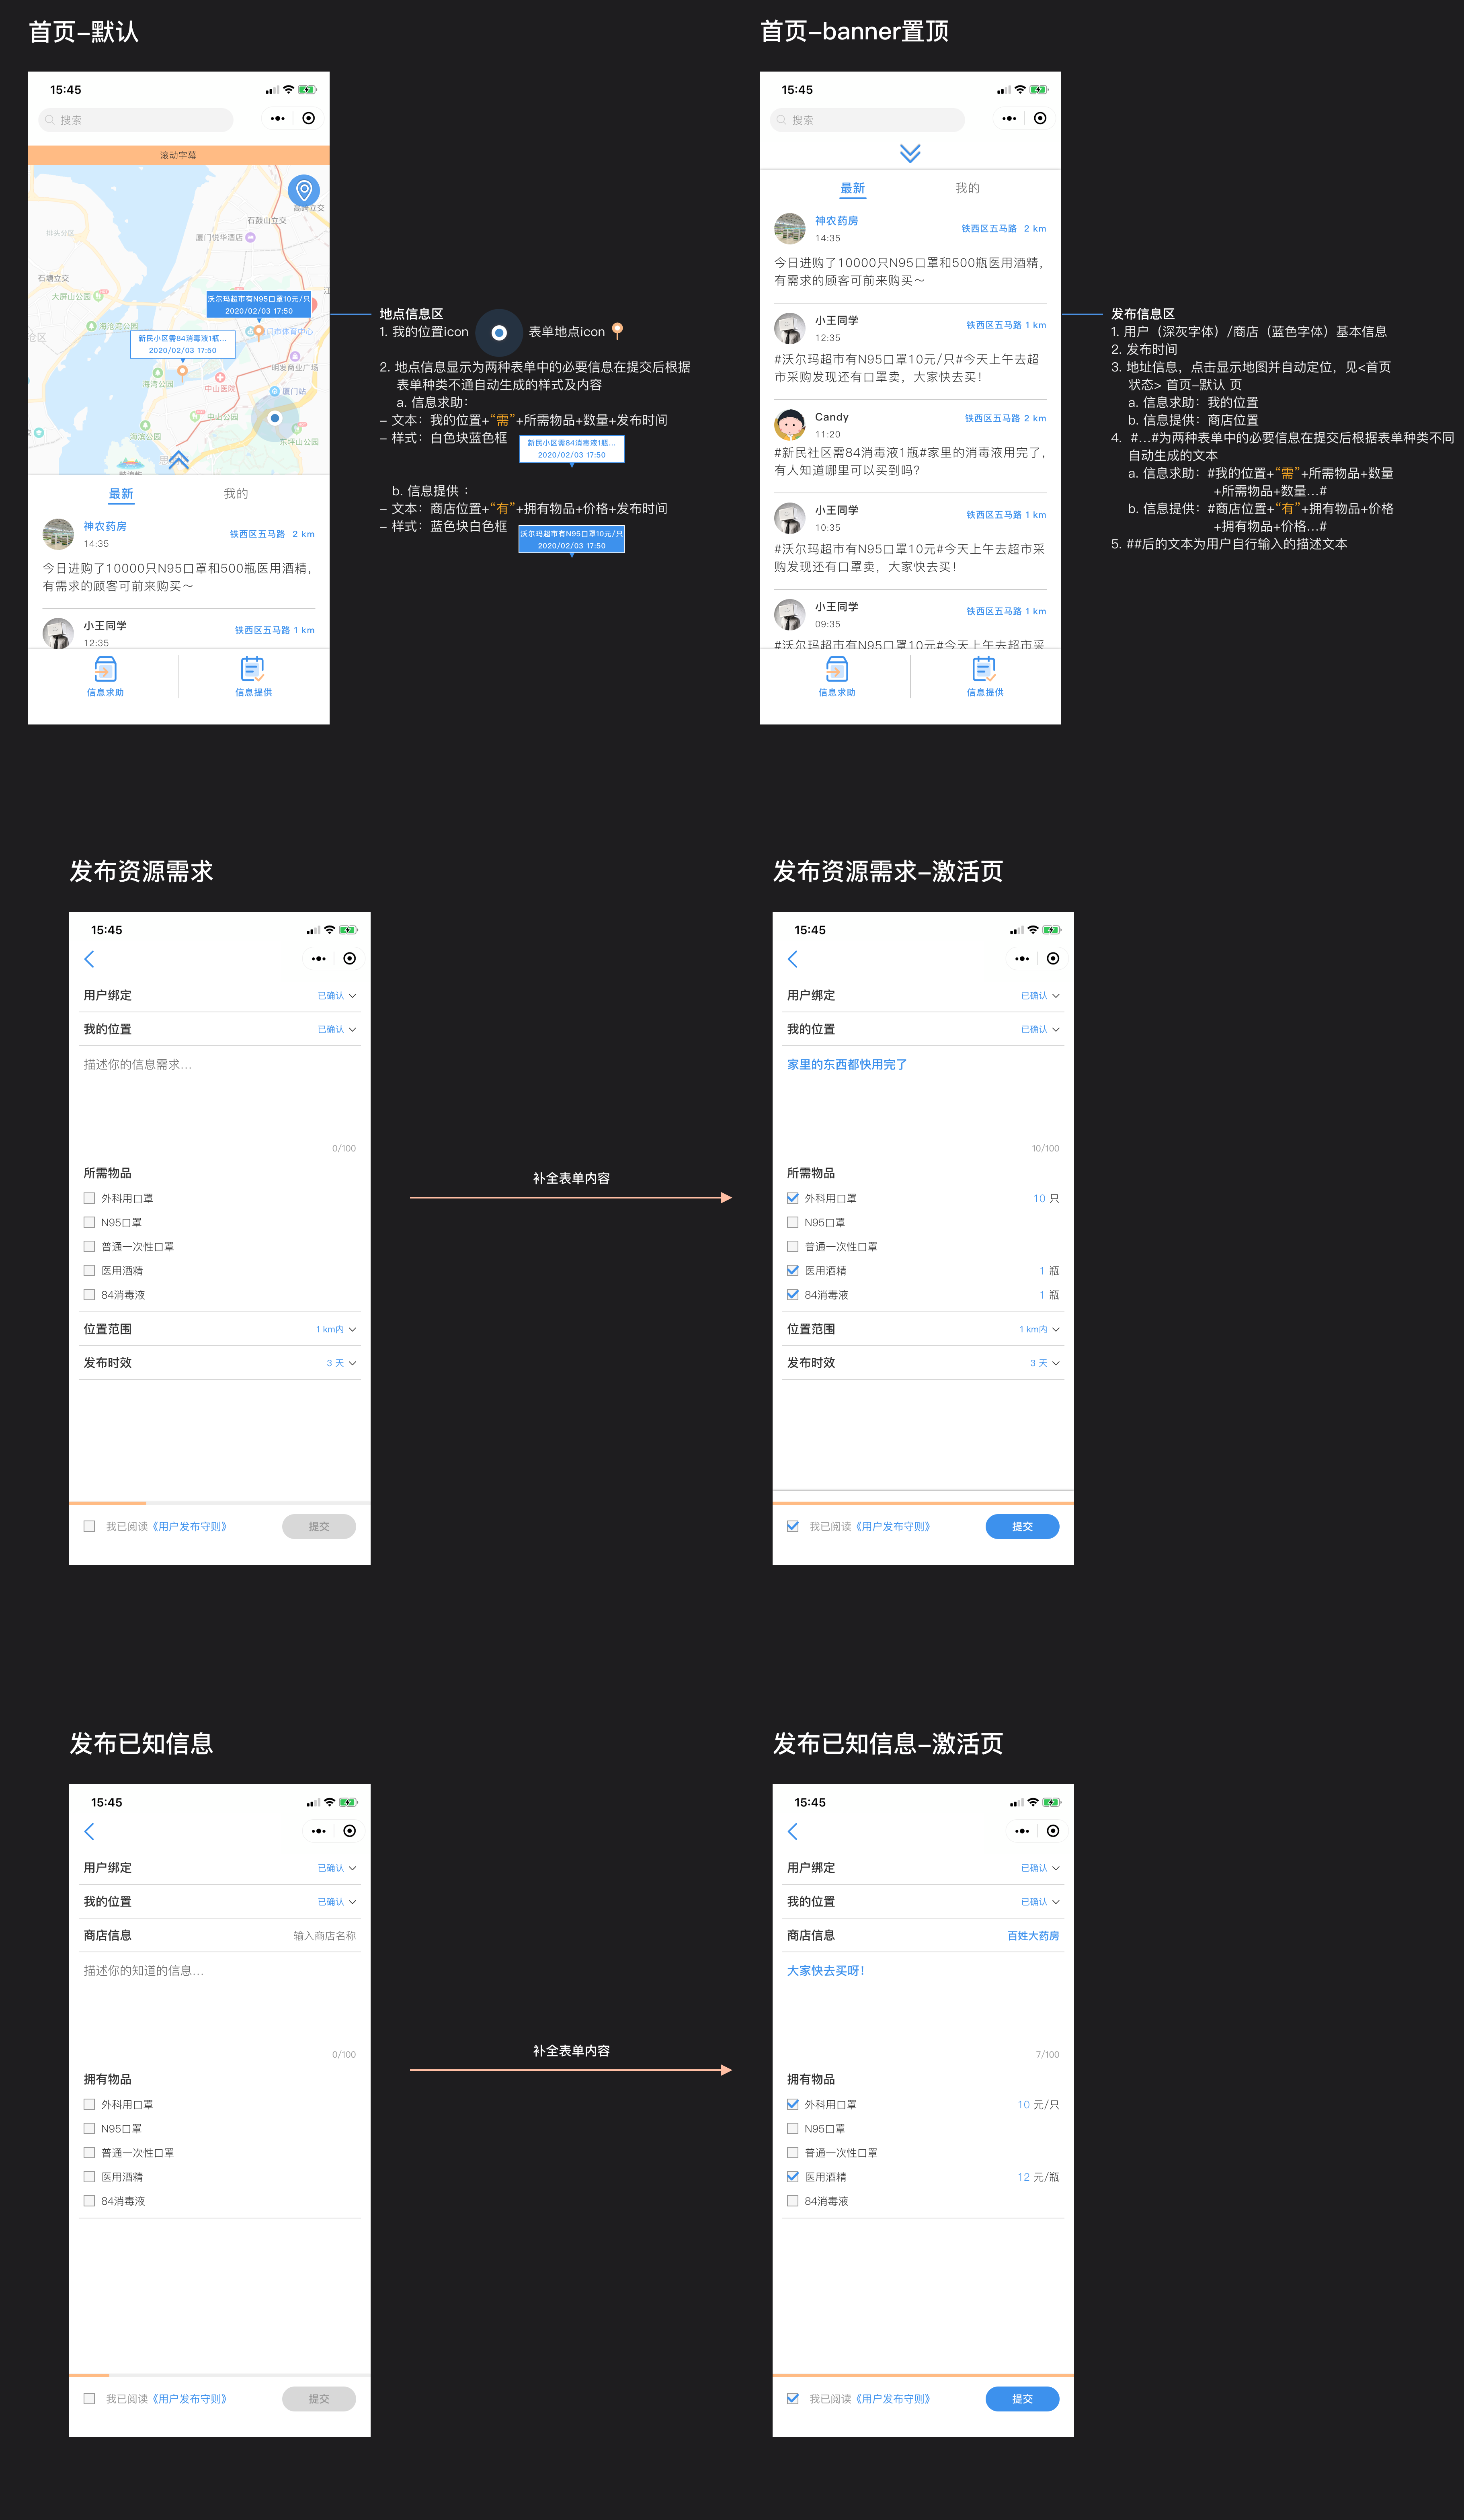 首页-默认
15:45
搜索
滚动字幕
高崎立交
石鼓山立交
排头分区
厦门悦华酒店
石塘立交
大屏山公园
沃尔玛超市有N95口罩10元/只
2020/02/03 17:50
海沧湾公园
门市体育中心
新民小区需84消毒液1瓶...
2020/02/03 17:50
明发商业广场
海湾公园
中山医院
厦门站
中山公园
海滨公园
东坪山公园
最新
我的
神农药房
14:35
铁西区五马路 2 km
今日进购了10000只N95口罩和500瓶医用酒精，
有需求的顾客可前来购买～
小王同学
12:35
铁西区五马路 1 km
信息求助
信息提供
地点信息区
1. 我的位置icon
表单地点icon
2. 地点信息显示为两种表单中的必要信息在提交后根据
表单种类不通自动生成的样式及内容
a. 信息求助：
- 文本：我的位置+“需”+所需物品+数量+发布时间
- 样式：白色块蓝色框
新民小区需84消毒液1瓶...
2020/02/03 17:50
b. 信息提供：
- 文本：商店位置+“有”+拥有物品+价格+发布时间
- 样式：蓝色块白色框
沃尔玛超市有N95口罩10元/只
2020/02/03 17:50
首页-banner置顶
15:45
搜索
最新
我的
神农药房
14:35
铁西区五马路 2 km
今日进购了10000只N95口罩和500瓶医用酒精，
有需求的顾客可前来购买～
小王同学
12:35
铁西区五马路 1 km
#沃尔玛超市有N95口罩10元/只#今天上午去超
市采购发现还有口罩卖，大家快去买！
Candy
11:20
铁西区五马路 2 km
#新民社区需84消毒液1瓶#家里的消毒液用完了，
有人知道哪里可以买到吗？
小王同学
10:35
铁西区五马路 1 km
#沃尔玛超市有N95口罩10元#今天上午去超市采
购发现还有口罩卖，大家快去买！
小王同学
09:35
铁西区五马路 1 km
#沃尔玛超市有N95口罩10元#今天上午去超市采
信息求助
信息提供
发布信息区
1. 用户（深灰字体）/商店（蓝色字体）基本信息
2. 发布时间
3. 地址信息，点击显示地图并自动定位，见<首页
状态> 首页-默认 页
a. 信息求助：我的位置
b. 信息提供：商店位置
4. #...#为两种表单中的必要信息在提交后根据表单种类不同
自动生成的文本
a. 信息求助：#我的位置+“需”+所需物品+数量
+所需物品+数量...#
b. 信息提供：#商店位置+“有”+拥有物品+价格
+拥有物品+价格...#
5. ##后的文本为用户自行输入的描述文本
发布资源需求
15:45
用户绑定
已确认
我的位置
已确认
描述你的信息需求...
0/100
所需物品
外科用口罩
N95口罩
普通一次性口罩
医用酒精
84消毒液
位置范围
1 km内
发布时效
3 天
我已阅读《用户发布守则》
提交
补全表单内容
发布资源需求-激活页
15:45
用户绑定
已确认
我的位置
已确认
家里的东西都快用完了
10/100
所需物品
外科用口罩
10 只
N95口罩
普通一次性口罩
医用酒精
1 瓶
84消毒液
1 瓶
位置范围
1 km内
发布时效
3 天
我已阅读《用户发布守则》
提交
发布已知信息
15:45
用户绑定
已确认
我的位置
已确认
商店信息
输入商店名称
描述你的知道的信息...
0/100
拥有物品
外科用口罩
N95口罩
普通一次性口罩
医用酒精
84消毒液
我已阅读《用户发布守则》
提交
补全表单内容
发布已知信息-激活页
15:45
用户绑定
已确认
我的位置
已确认
商店信息
百姓大药房
大家快去买呀！
7/100
拥有物品
外科用口罩
10 元/只
N95口罩
普通一次性口罩
医用酒精
12 元/瓶
84消毒液
我已阅读《用户发布守则》
提交